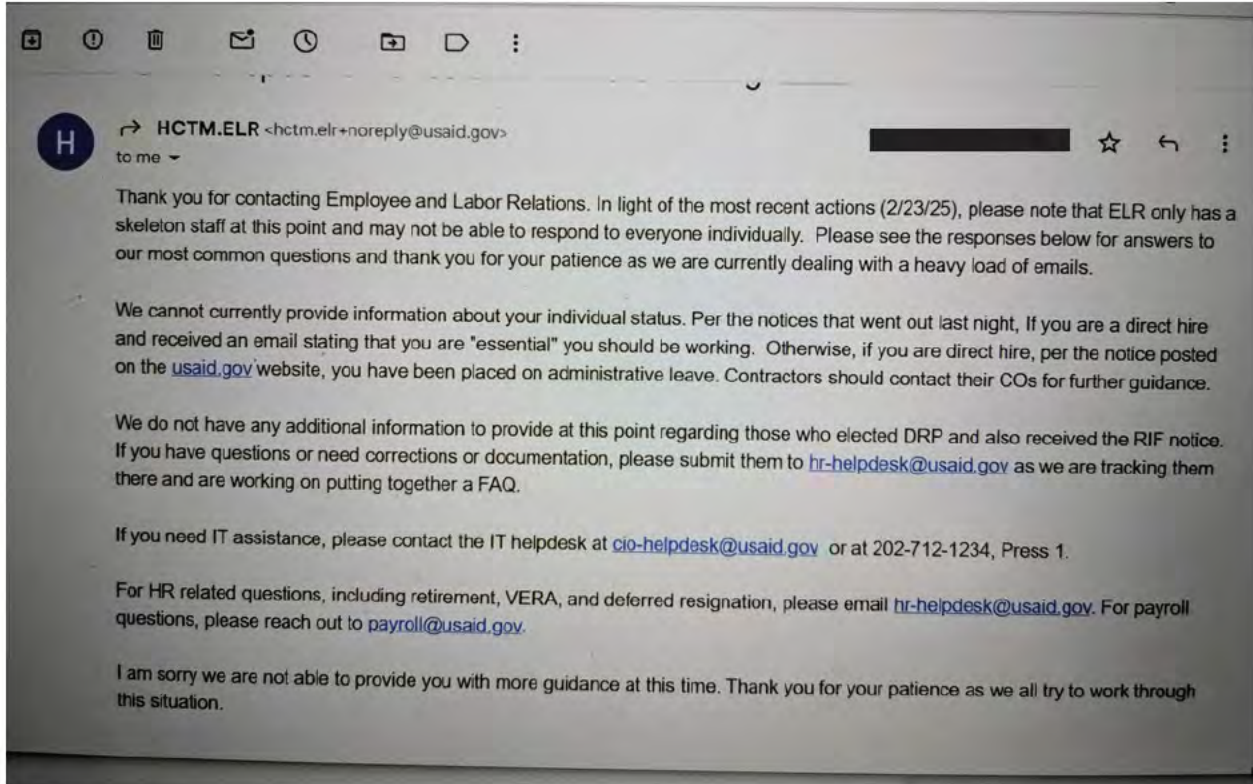 H
HCTM.ELR <hctm.elr+noreply@usaid.gov>
to me
Thank you for contacting Employee and Labor Relations. In light of the most recent actions (2/23/25), please note that ELR only has a
skeleton staff at this point and may not be able to respond to everyone individually. Please see the responses below for answers to
our most common questions and thank you for your patience as we are currently dealing with a heavy load of emails.
We cannot currently provide information about your individual status. Per the notices that went out last night, If you are a direct hire
and received an email stating that you are "essential" you should be working. Otherwise, if you are direct hire, per the notice posted
on the usaid.gov website, you have been placed on administrative leave. Contractors should contact their COs for further guidance.
We do not have any additional information to provide at this point regarding those who elected DRP and also received the RIF notice.
If you have questions or need corrections or documentation, please submit them to hr-helpdesk@usaid.gov as we are tracking them
there and are working on putting together a FAQ.
If you need IT assistance, please contact the IT helpdesk at cio-helpdesk@usaid.gov or at 202-712-1234, Press 1.
For HR related questions, including retirement, VERA, and deferred resignation, please email hr-helpdesk@usaid.gov. For payroll
questions, please reach out to payroll@usaid.gov.
I am sorry we are not able to provide you with more guidance at this time. Thank you for your patience as we all try to work through
this situation.